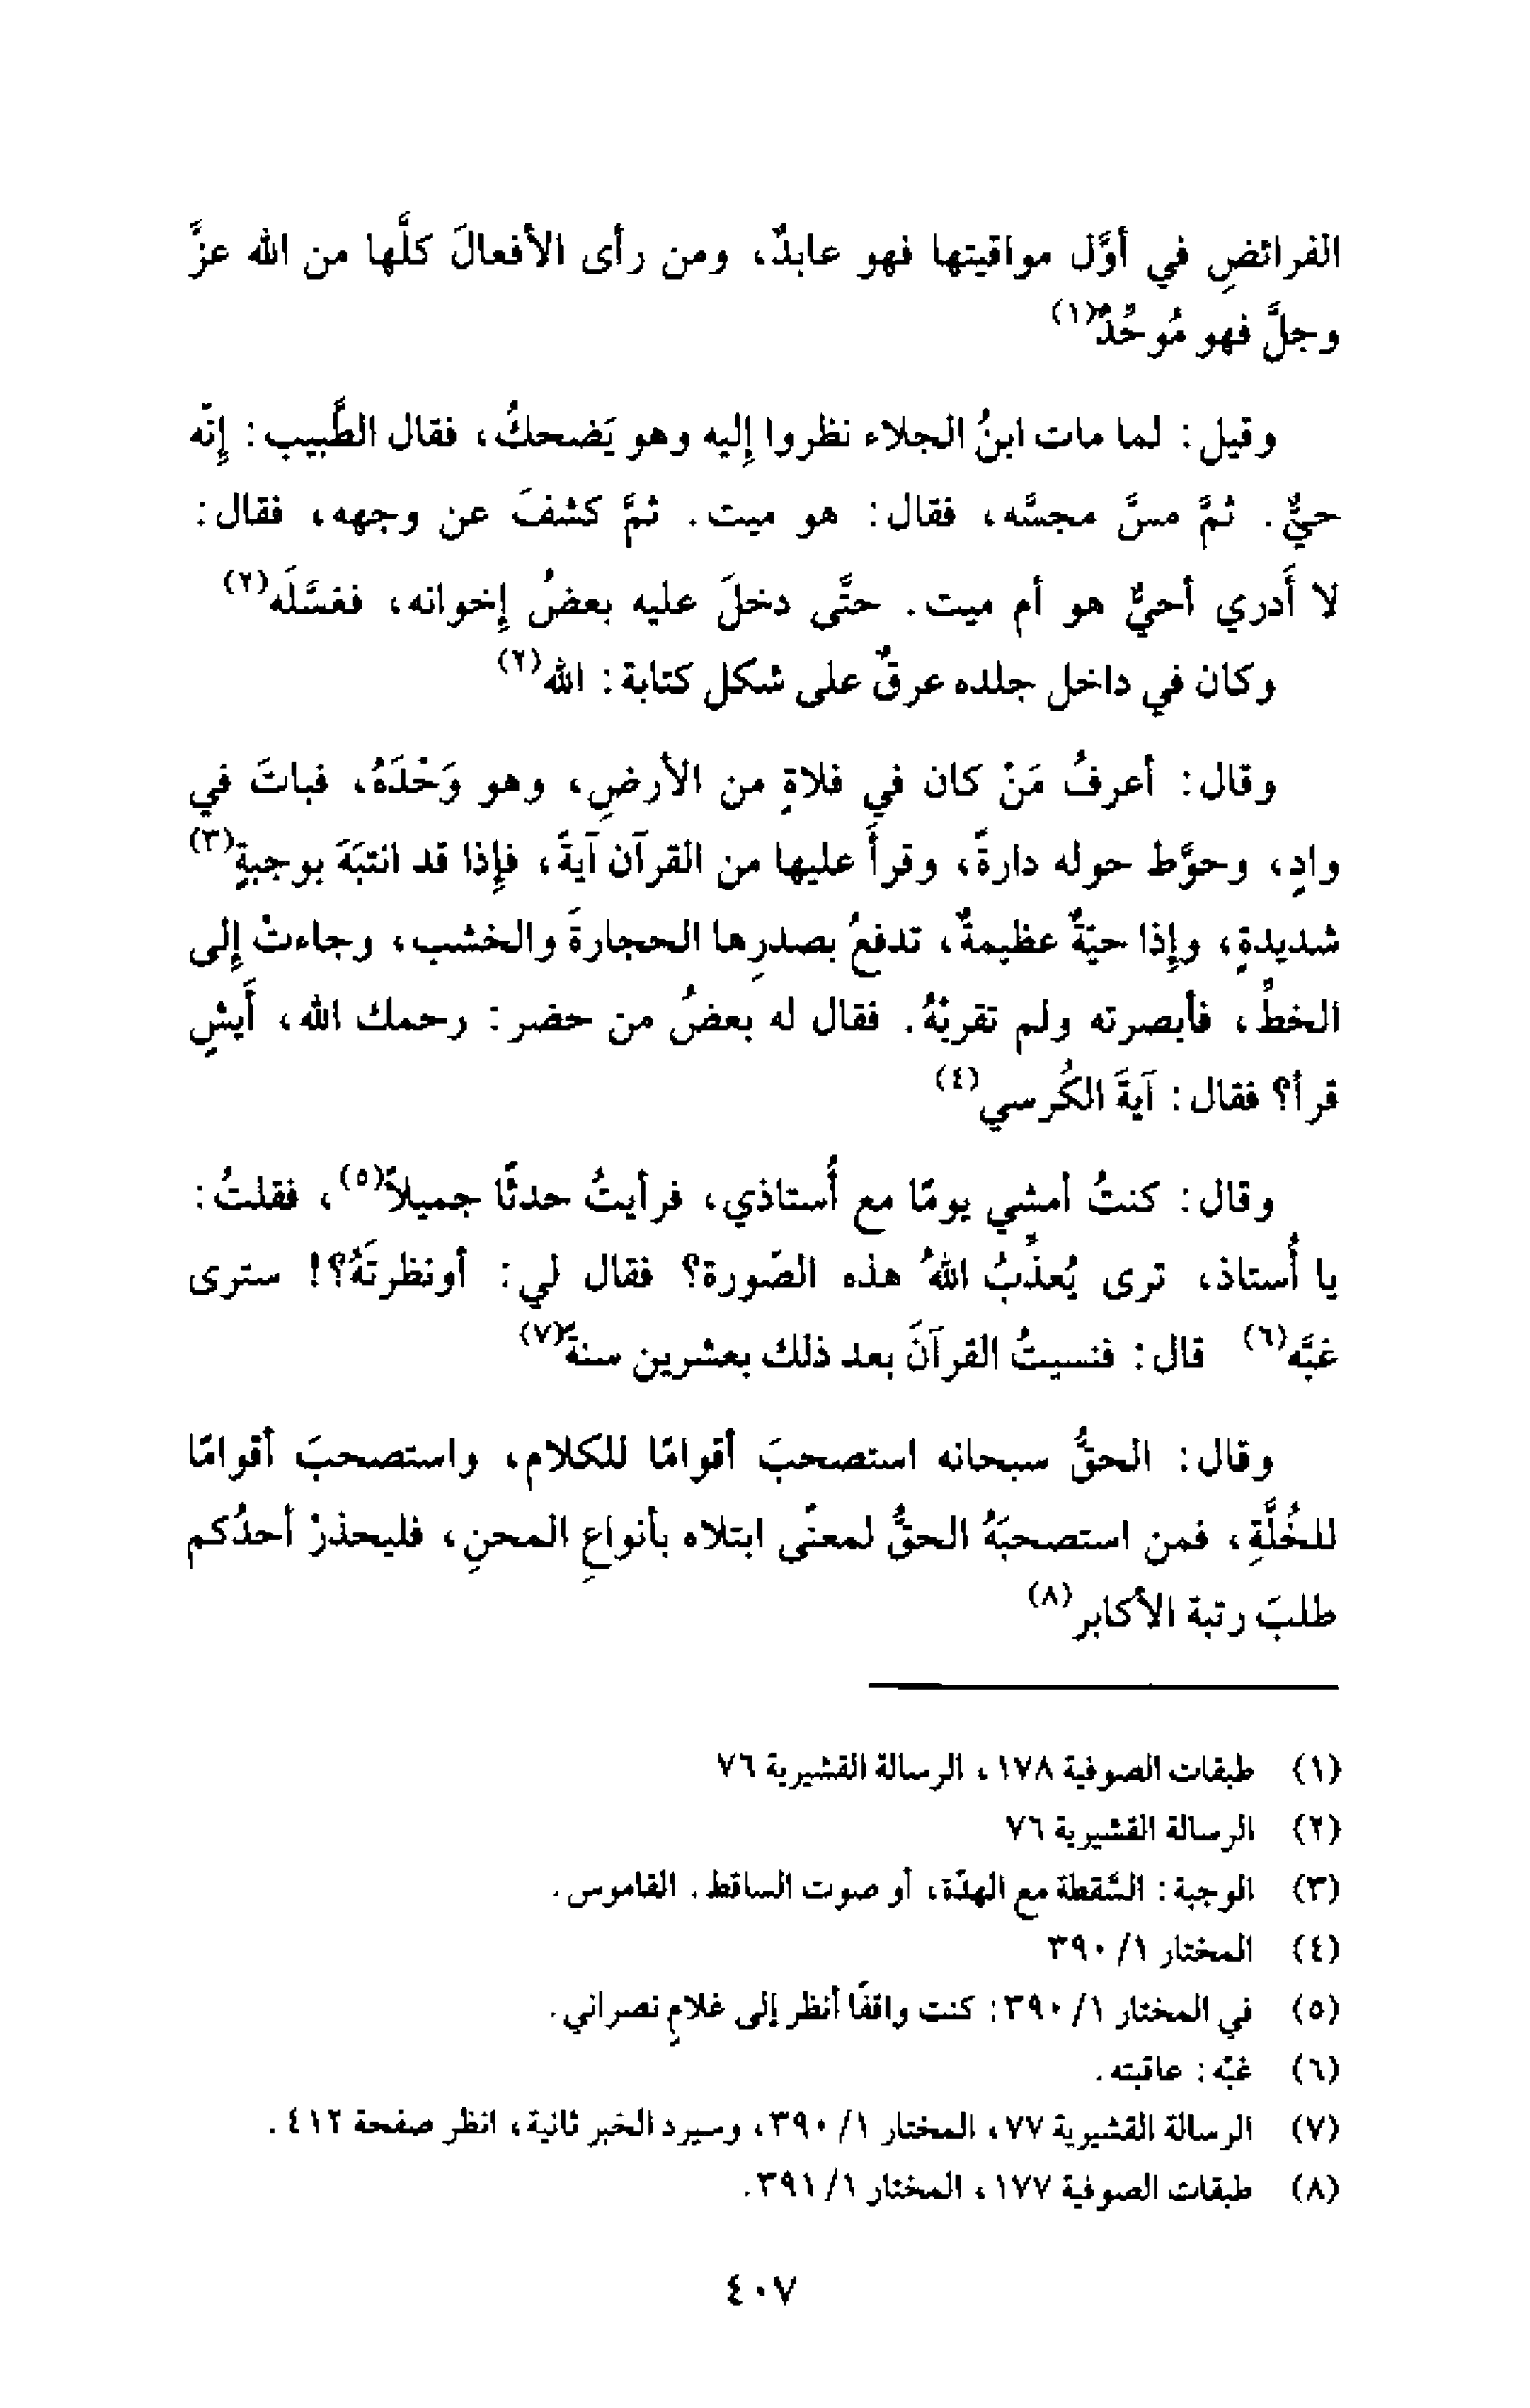 الفرائضِ في أوَّل مواقيتها فهو عابدٌ، ومن رأى الأفعالَ كلَّها من الله عزَّ
وجلَّ فهو مُوحِّدٌ(١)
وقيل: لما مات ابنُ الجلاء نظروا إليه وهو يَضحكُ، فقال الطَّبيب: إنّه
حيٌّ. ثمَّ مسَّ مجسَّه، فقال: هو ميت. ثمَّ كشفَ عن وجهه، فقال:
لا أَدري أحيٌّ هو أم ميت. حتَّى دخلَ عليه بعضُ إخوانه، فغسَّلَه(٢)
وكان في داخل جلده عرقٌ على شكل كتابة: الله(٢)
وقال: أعرفُ مَنْ كان في فلاةٍ من الأرضِ، وهو وَحْدَهُ، فباتَ في
وادٍ، وحوَّط حوله دارةً، وقرأَ عليها من القرآن آيةً، فإذا قد انتبَهَ بوجبةٍ(٣)
شديدةٍ، وإذا حيّةٌ عظيمةٌ، تدفعُ بصدرِها الحجارةَ والخشب، وجاءتْ إلى
الخطِّ، فأبصرته ولم تقربْهُ. فقال له بعضُ من حضر: رحمك الله، أَيشٍ
قرأ؟ فقال: آيةَ الكُرسي(٤)
وقال: كنتُ أمشي يومًا مع أُستاذي، فرأيتُ حدثًا جميلاً(٥)، فقلتُ:
يا أُستاذ، ترى يُعذِّبُ اللهُ هذه الصّورة؟ فقال لي: أونظرتَهُ؟! سترى
غبَّه(٦) قال: فنسيتُ القرآنَ بعد ذلك بعشرين سنةً(٧)
وقال: الحقُّ سبحانه استصحبَ أقوامًا للكلام، واستصحبَ أقوامًا
للخُلَّةِ، فمن استصحبَهُ الحقُّ لمعنًى ابتلاه بأنواعِ المحنِ، فليحذرْ أحدُكم
طلبَ رتبة الأكابر(٨)
(١) طبقات الصوفية ١٧٨، الرسالة القشيرية ٧٦
(٢) الرسالة القشيرية ٧٦
(٣) الوجبة: السَّقطة مع الهدّة، أو صوت الساقط. القاموس.
(٤) المختار ١/ ٣٩٠
(٥) في المختار ١/ ٣٩٠: كنت واقفًا أنظر إلى غلامٍ نصراني.
(٦) غبّه: عاقبته.
(٧) الرسالة القشيرية ٧٧، المختار ١/ ٣٩٠، وسيرد الخبر ثانية، انظر صفحة ٤١٢.
(٨) طبقات الصوفية ١٧٧، المختار ١/ ٣٩١.
٤٠٧